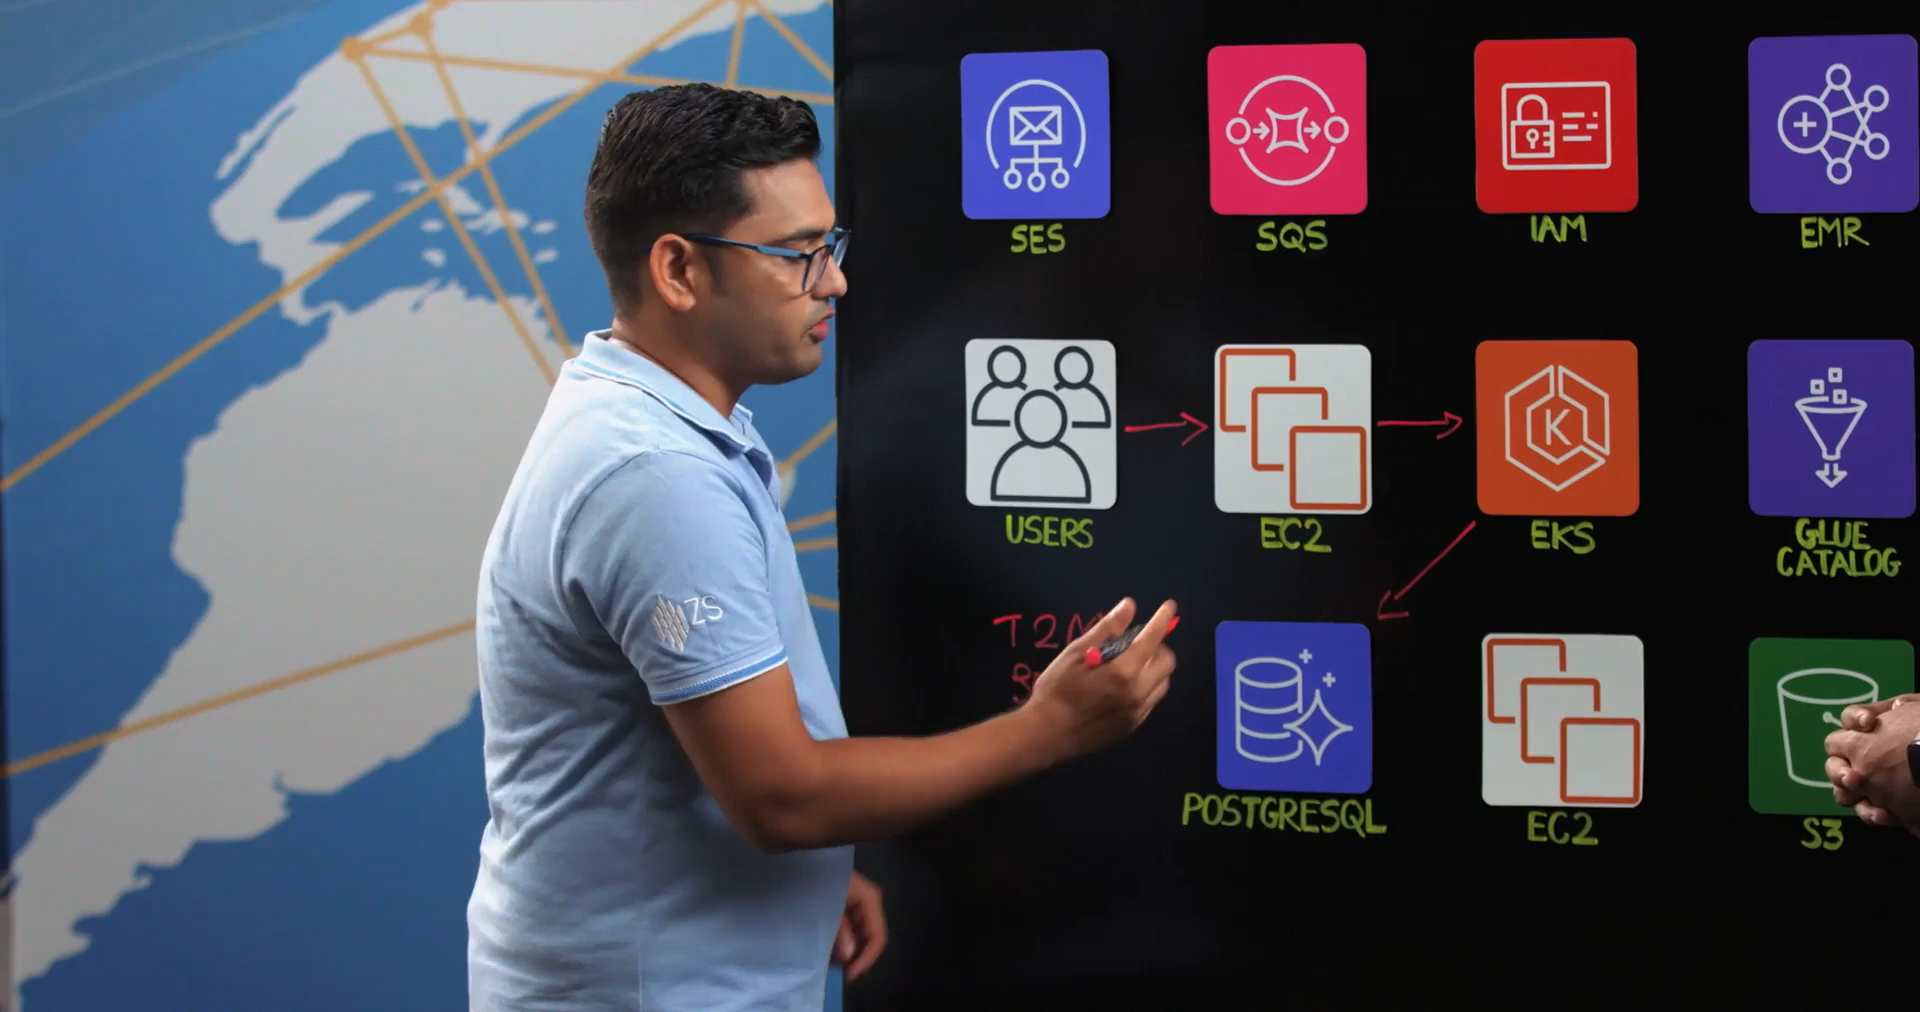 SES
SQS
IAM
EMR
K
USERS
EC2
EKS
GLUE
CATALOG
ZS
POSTGRESQL
EC2
S3